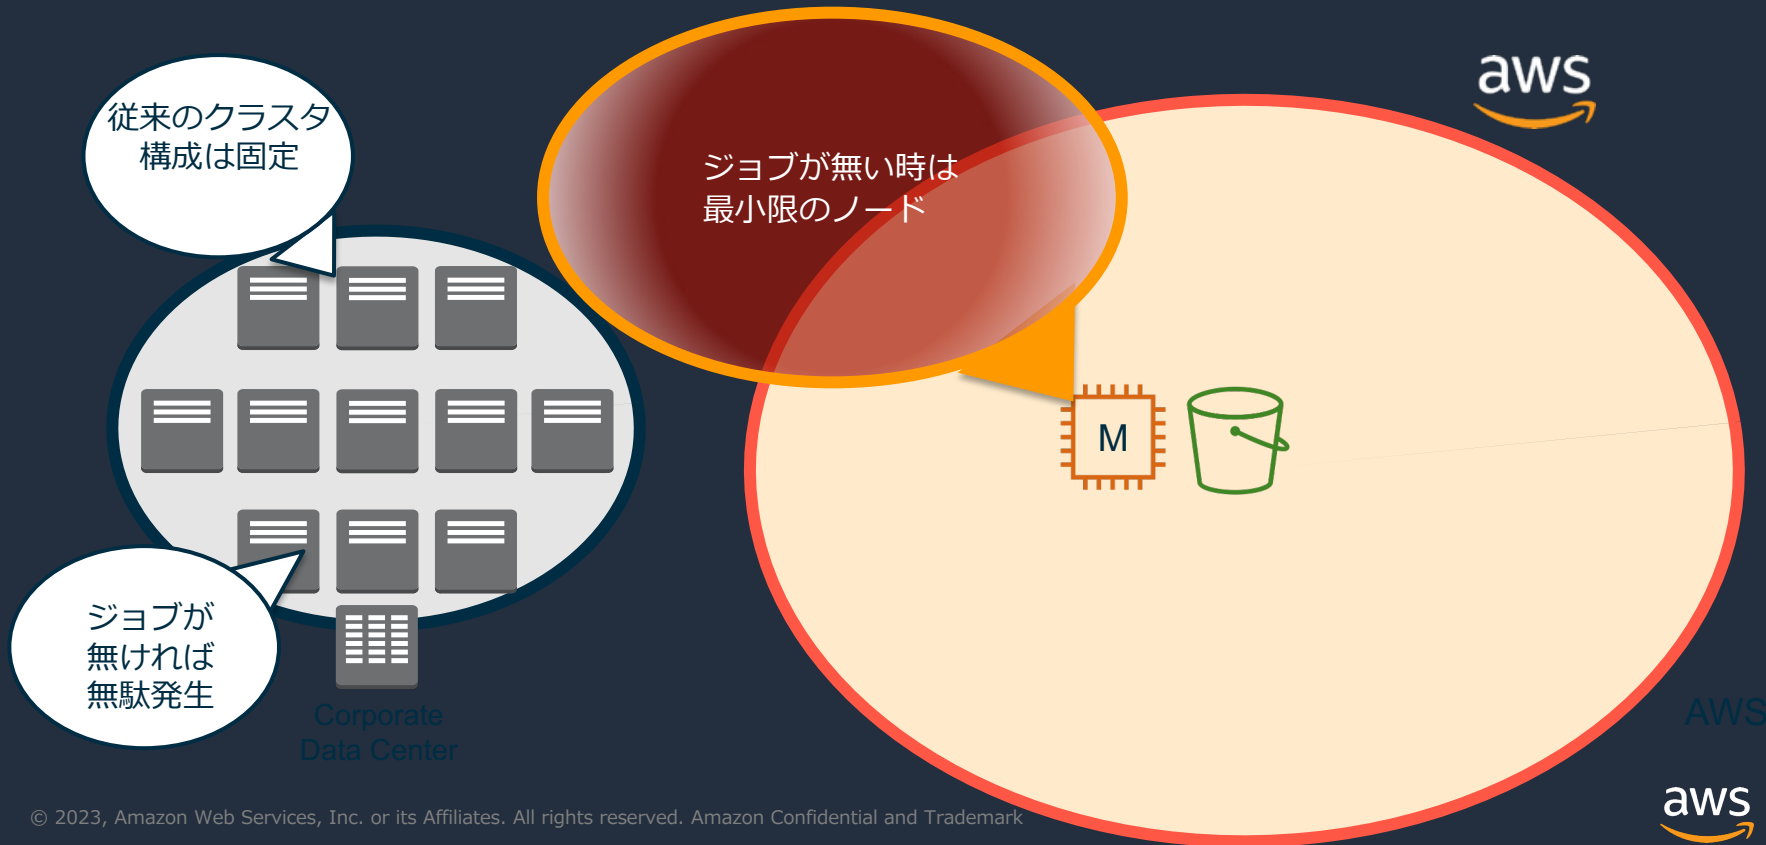 aws
従来のクラスタ
構成は固定
ジョブが無い時は
最小限のノード
M
ジョブが
無ければ
無駄発生
Corporate
Data Center
AWS
© 2023, Amazon Web Services, Inc. or its Affiliates. All rights reserved. Amazon Confidential and Trademark
aws